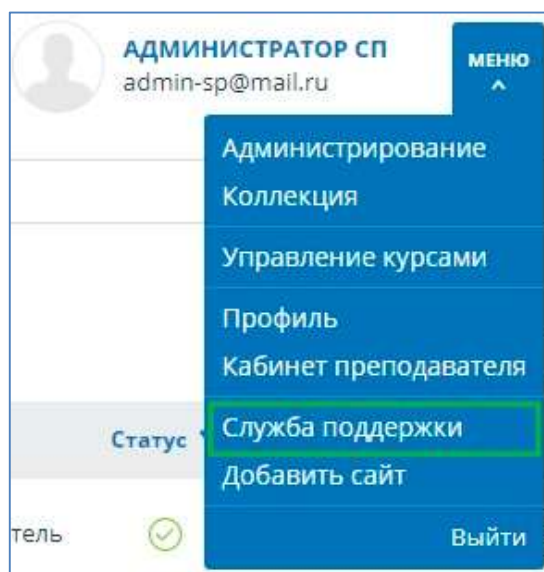 АДМИНИСТРАТОР СП
admin-sp@mail.ru
МЕНЮ
Администрирование
Коллекция
Управление курсами
Профиль
Кабинет преподавателя
Статус
Служба поддержки
Добавить сайт
тель
Выйти